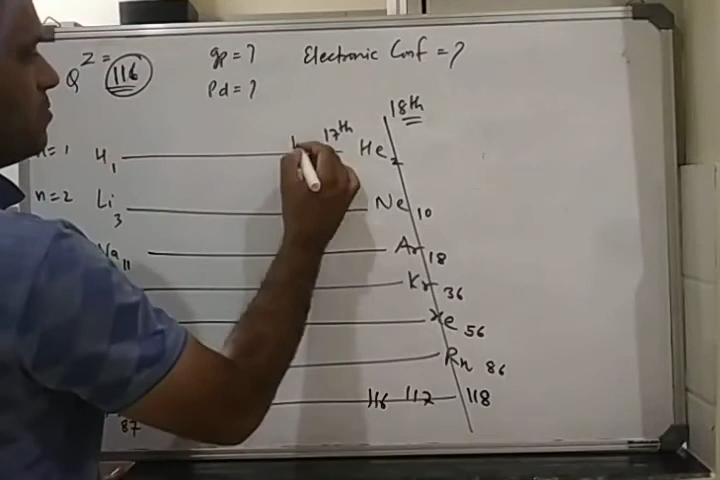 Q Z = 116 gp = ? Electronic Conf = ?
Pd = ?
18th
17th
n = 1 H1 He2
n = 2 Li3 Ne10
Na11 Ar18
Kr36
Xe56
Rn86
87 116 117 118